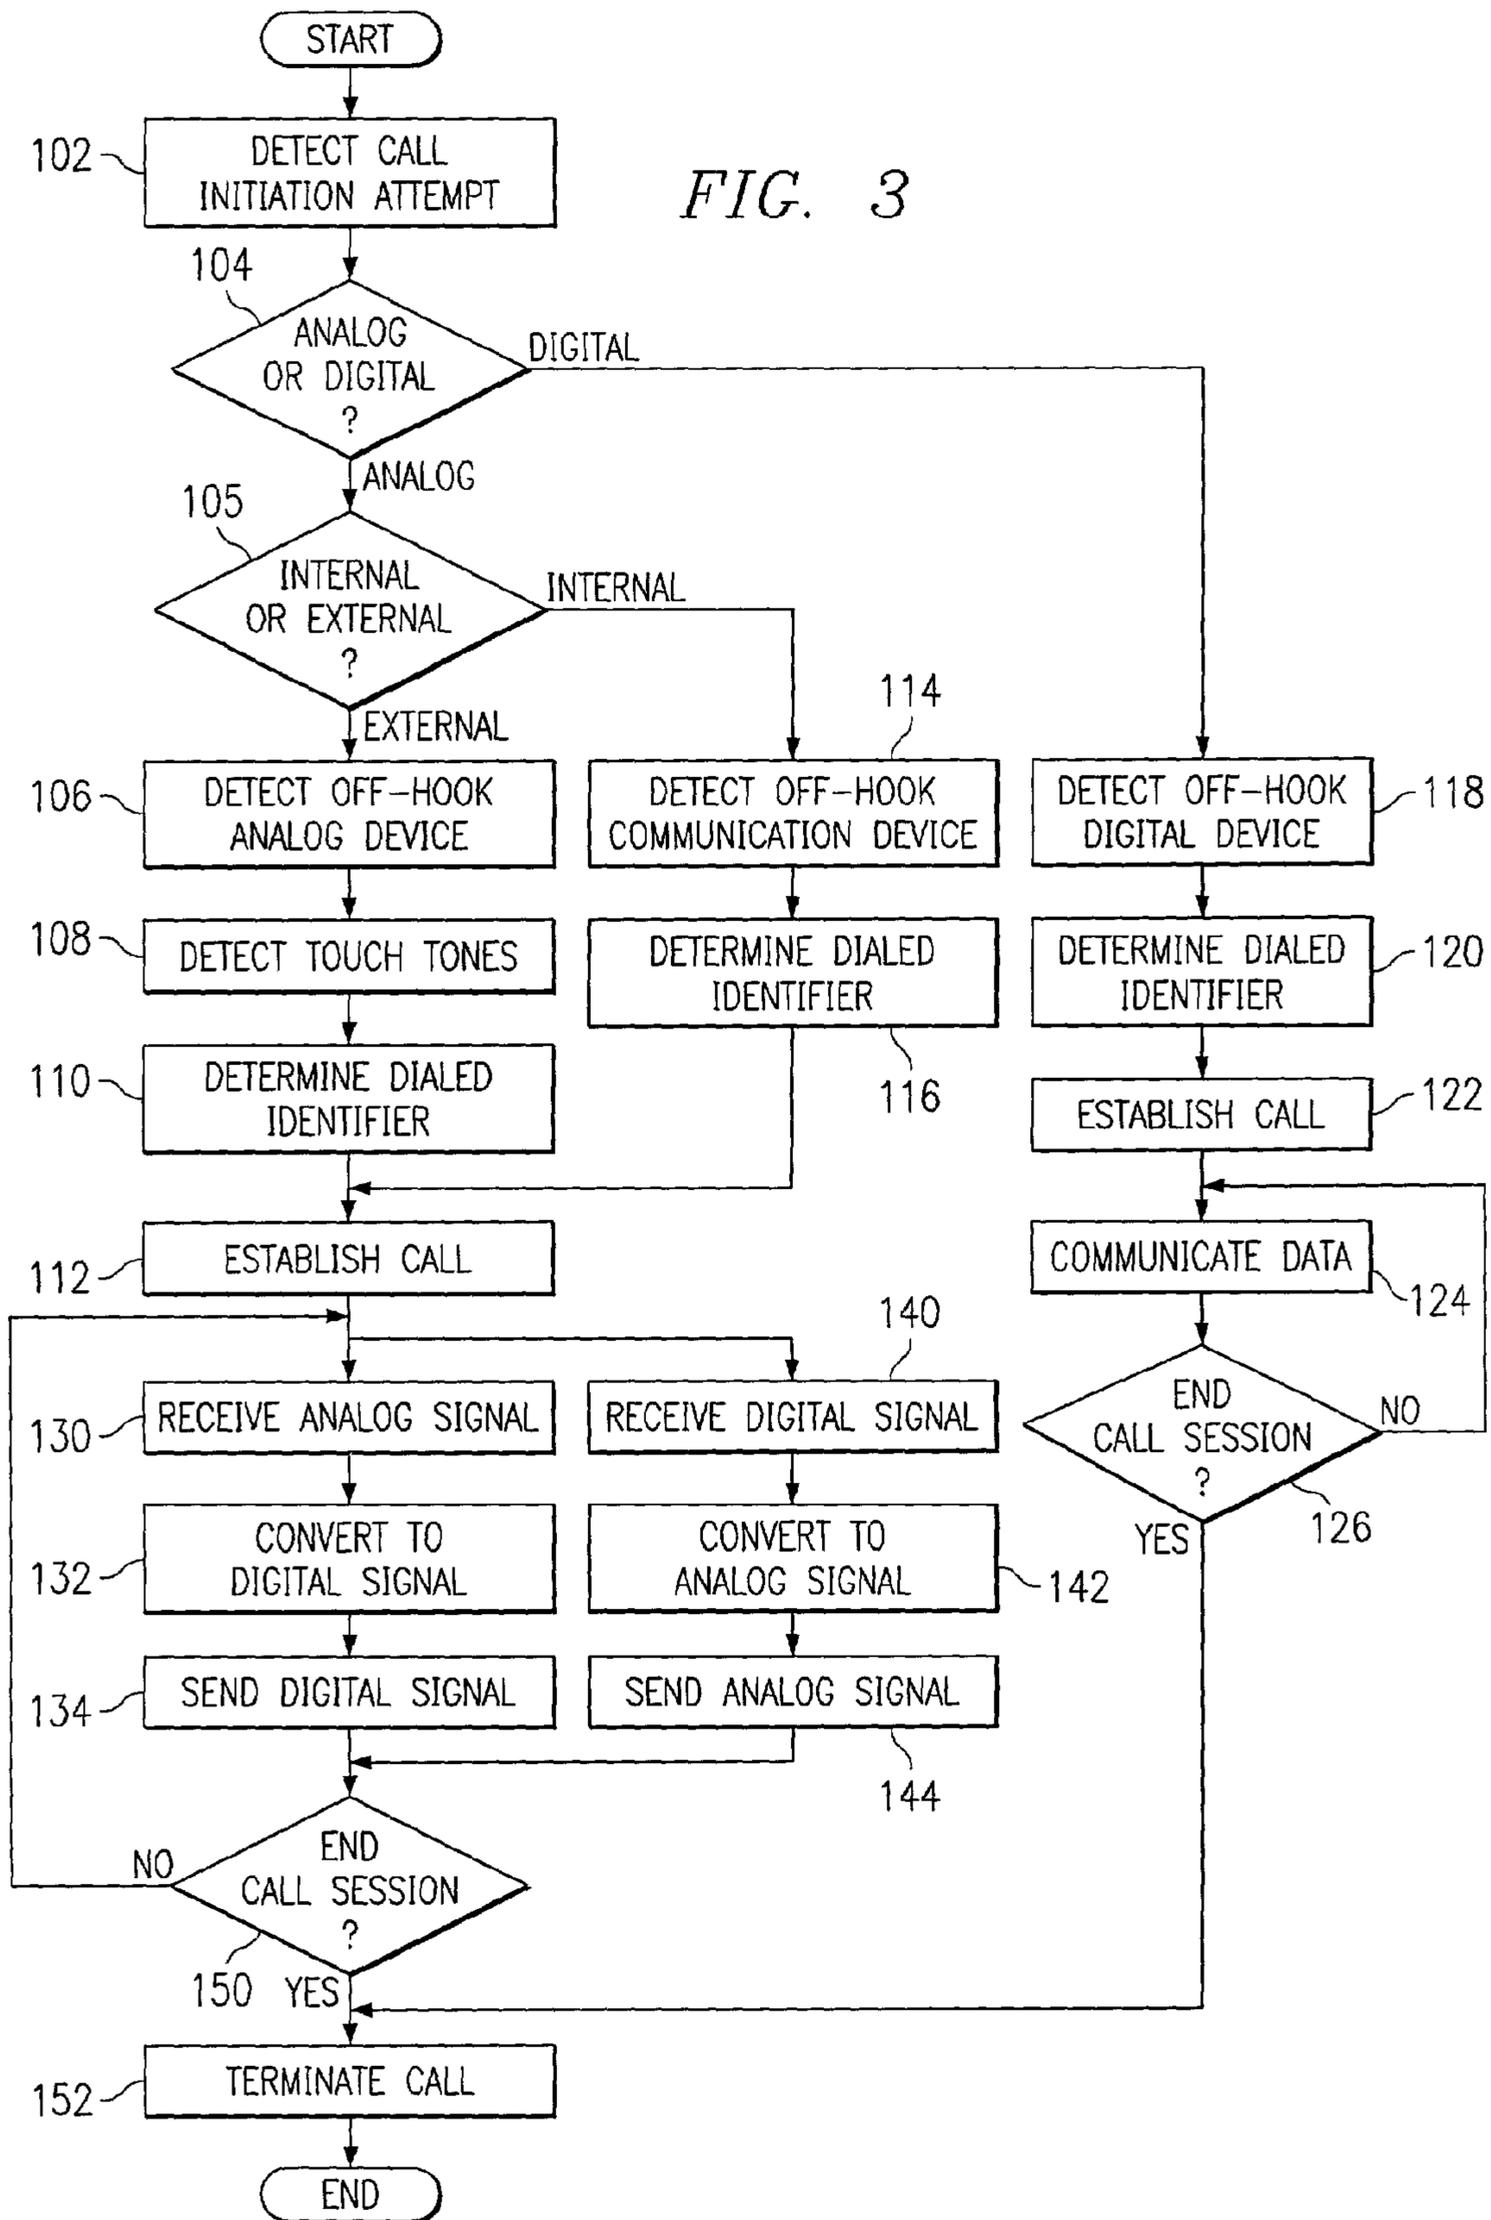 START
102
DETECT CALL
INITIATION ATTEMPT
FIG. 3
104
ANALOG
OR DIGITAL
?
DIGITAL
ANALOG
105
INTERNAL
OR EXTERNAL
?
INTERNAL
EXTERNAL
106
DETECT OFF-HOOK
ANALOG DEVICE
114
DETECT OFF-HOOK
COMMUNICATION DEVICE
DETECT OFF-HOOK
DIGITAL DEVICE
118
108
DETECT TOUCH TONES
DETERMINE DIALED
IDENTIFIER
116
DETERMINE DIALED
IDENTIFIER
120
110
DETERMINE DIALED
IDENTIFIER
ESTABLISH CALL
122
112
ESTABLISH CALL
COMMUNICATE DATA
124
130
RECEIVE ANALOG SIGNAL
140
RECEIVE DIGITAL SIGNAL
END
CALL SESSION
?
NO
126
YES
132
CONVERT TO
DIGITAL SIGNAL
CONVERT TO
ANALOG SIGNAL
142
134
SEND DIGITAL SIGNAL
SEND ANALOG SIGNAL
144
NO
END
CALL SESSION
?
150
YES
152
TERMINATE CALL
END